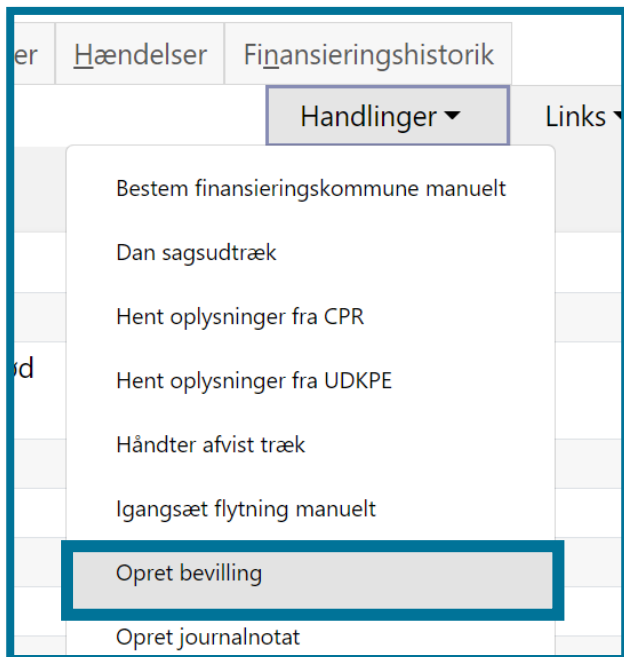 er Hændelser Finansieringshistorik
Handlinger Links
Bestem finansieringskommune manuelt
Dan sagsudtræk
Hent oplysninger fra CPR
Hent oplysninger fra UDKPE
ød
Håndter afvist træk
Igangsæt flytning manuelt
Opret bevilling
Opret journalnotat